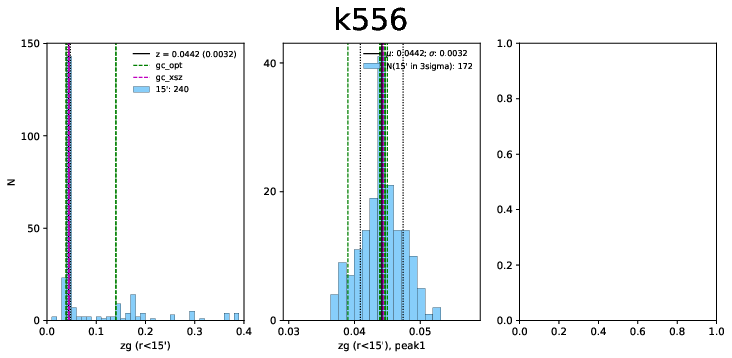 k556
z = 0.0442 (0.0032)
gc_opt
gc_xsz
15': 240
N
150
100
50
0
0.0 0.1 0.2 0.3 0.4
zg (r<15')
μ: 0.0442; σ: 0.0032
N(15' in 3sigma): 172
40
20
0
0.03 0.04 0.05
zg (r<15'), peak1
1.0
0.8
0.6
0.4
0.2
0.0
0.0 0.2 0.4 0.6 0.8 1.0